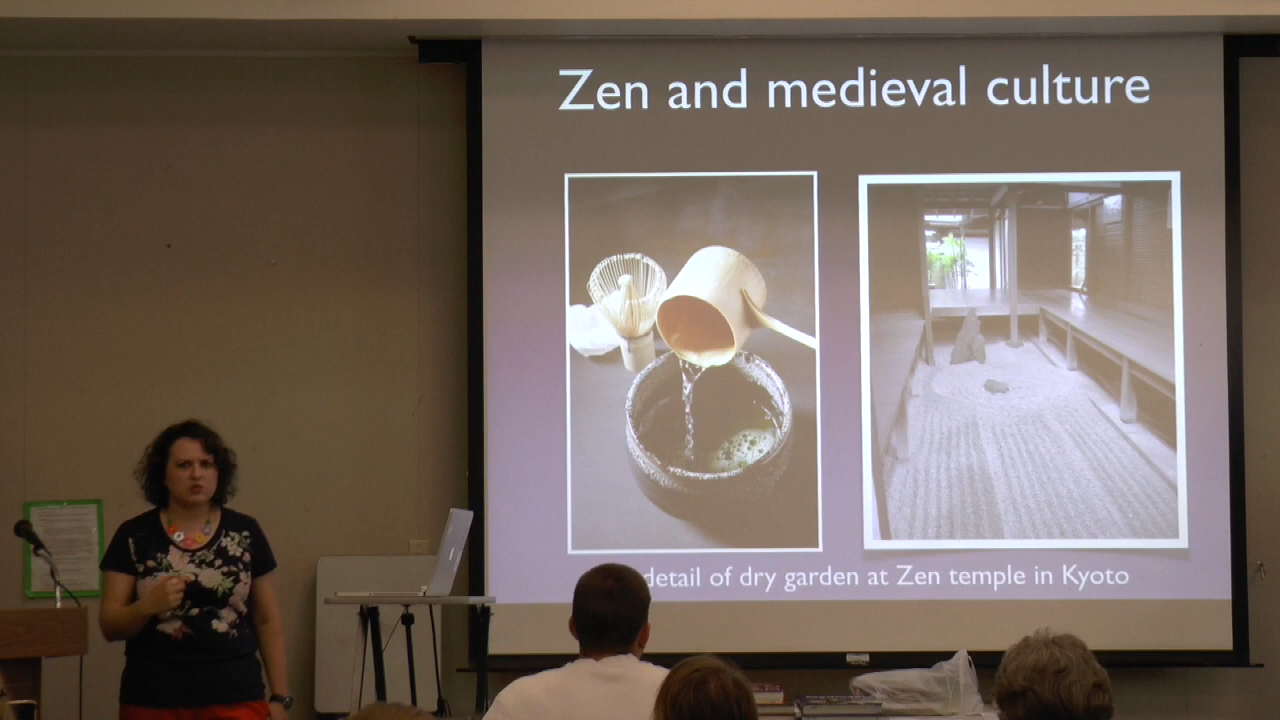 Zen and medieval culture
detail of dry garden at Zen temple in Kyoto